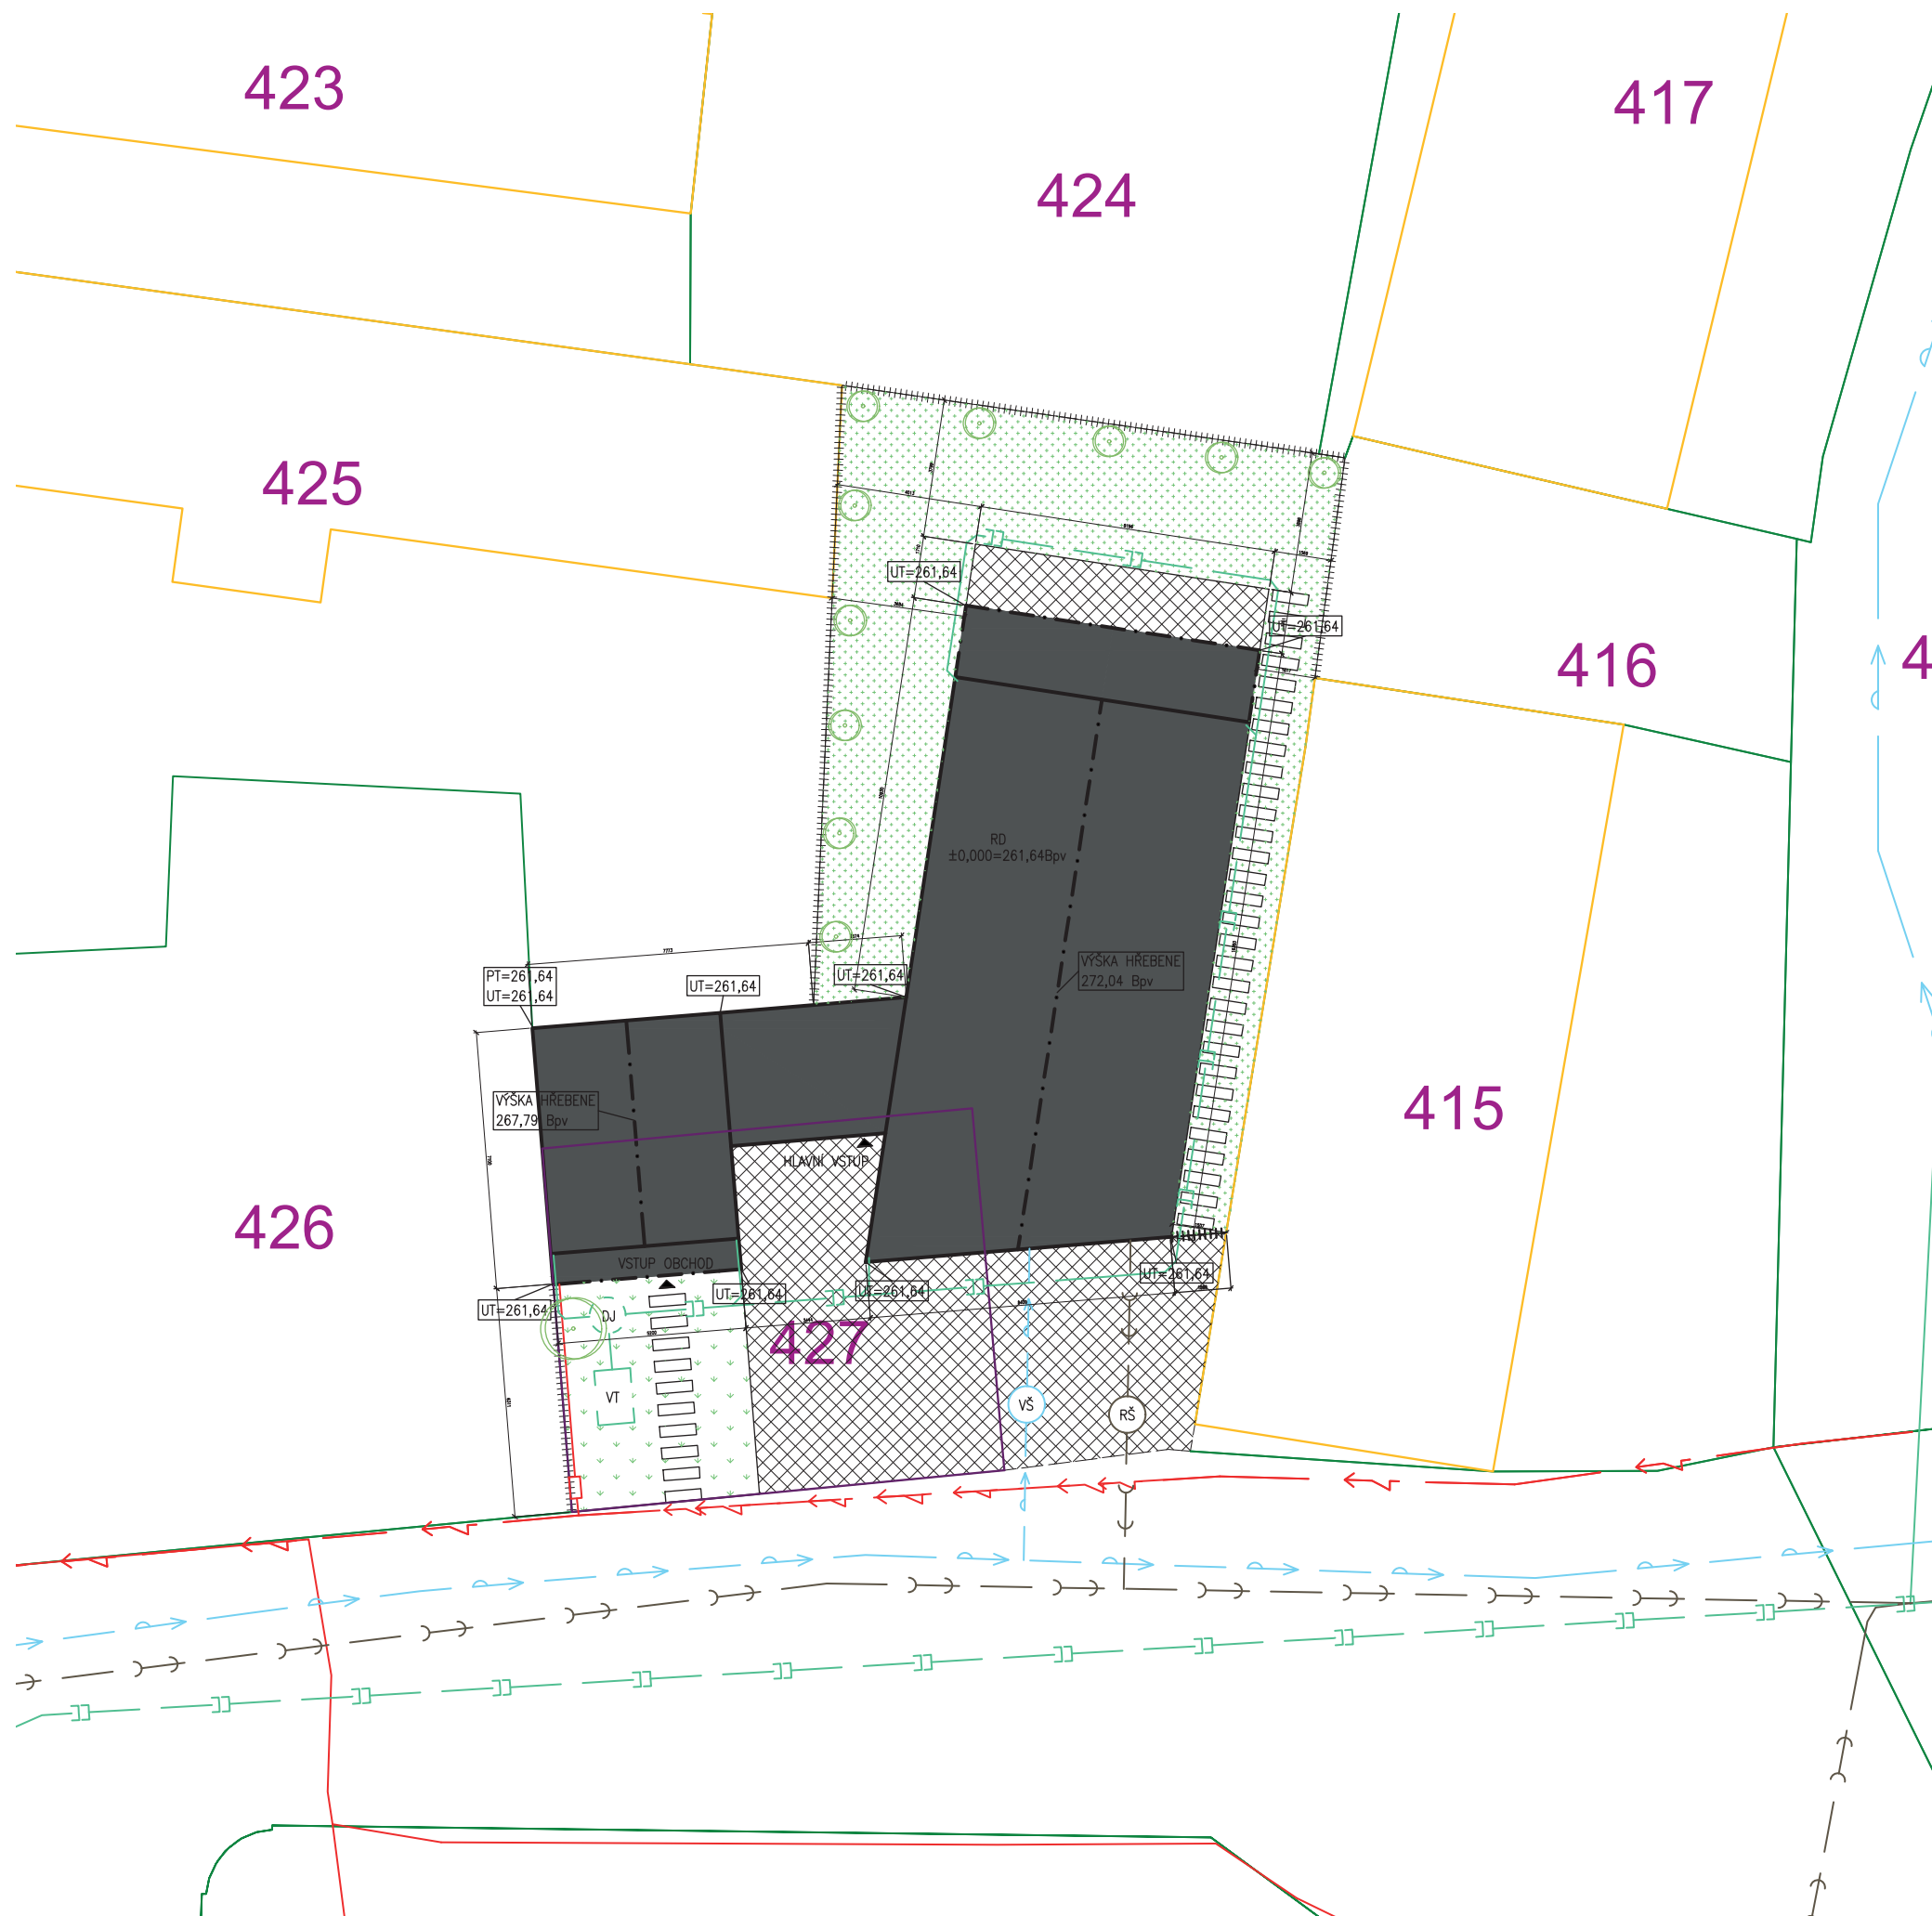 423
417
424
425
UT=261,64
UT=261,64
416
4
RD
±0,000=261,64Bpv
7773
PT=261,64
UT=261,64
UT=261,64
UT=261,64
VÝŠKA HŘEBENE
272,04 Bpv
VÝŠKA HŘEBENE
267,79 Bpv
415
HLAVNÍ VSTUP
426
VSTUP OBCHOD
UT=261,64
UT=261,64
UT=261,64
UT=261,64
DJ
427
VT
VŠ
RŠ